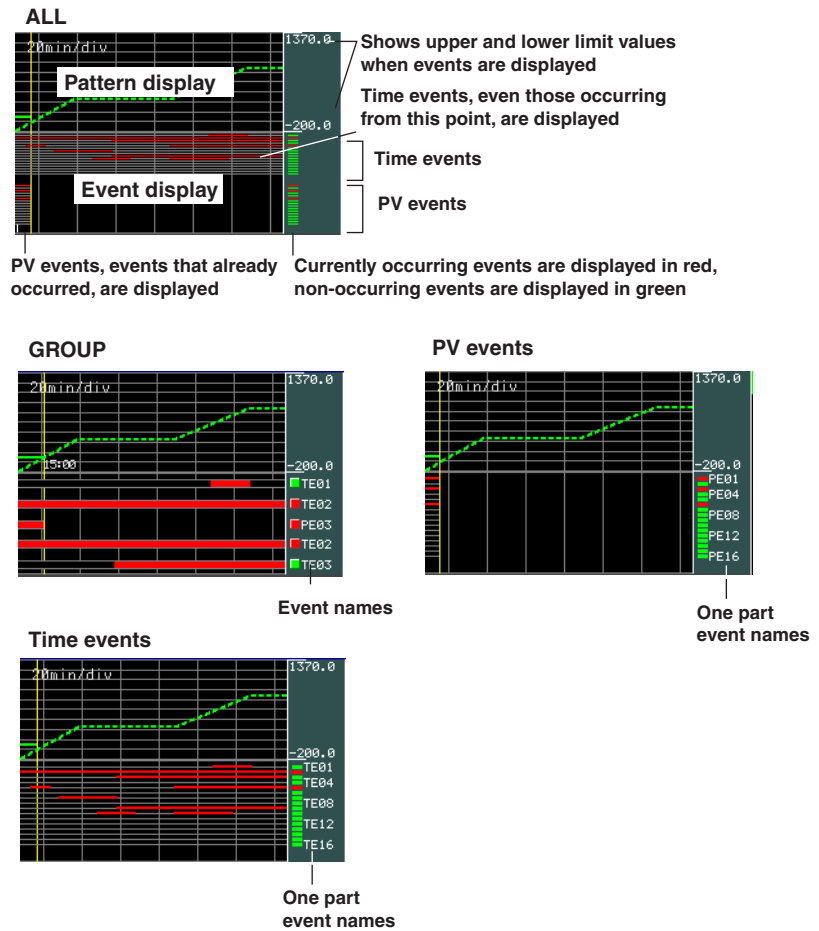 ALL
20min/div
1370.0
Pattern display
-200.0
Event display
Shows upper and lower limit values
when events are displayed
Time events, even those occurring
from this point, are displayed
Time events
PV events
PV events, events that already
occurred, are displayed
Currently occurring events are displayed in red,
non-occurring events are displayed in green
GROUP
20min/div
1370.0
15:00
-200.0
TE01
TE02
PE03
TE02
TE03
Event names
PV events
20min/div
1370.0
-200.0
PE01
PE04
PE08
PE12
PE16
One part
event names
Time events
20min/div
1370.0
-200.0
TE01
TE04
TE08
TE12
TE16
One part
event names